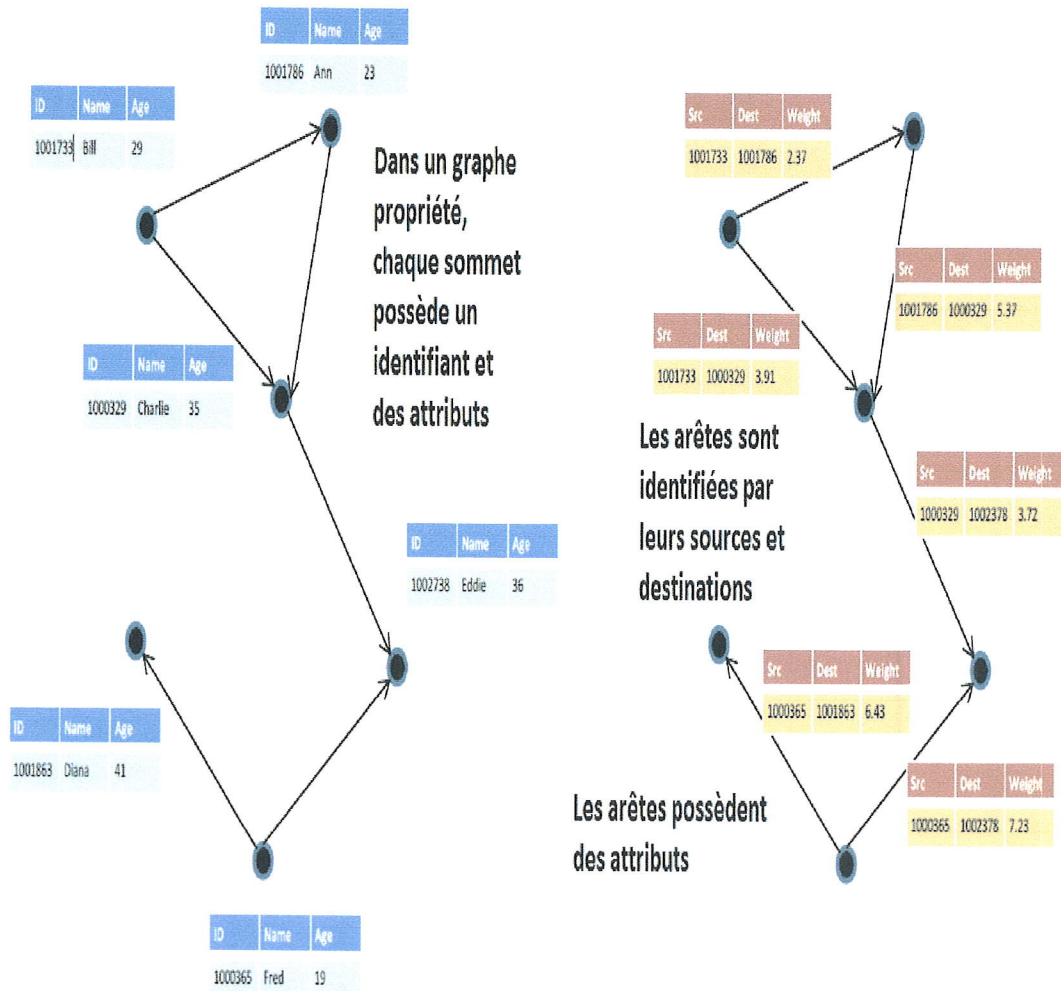 ID Name Age
1001786 Ann 23
ID Name Age
1001733 Bill 29
Dans un graphe
propriété,
chaque sommet
possède un
identifiant et
des attributs
ID Name Age
1000329 Charlie 35
ID Name Age
1002738 Eddie 36
ID Name Age
1001863 Diana 41
ID Name Age
1000365 Fred 19
Src Dest Weight
1001733 1001786 2.37
Src Dest Weight
1001786 1000329 5.37
Src Dest Weight
1001733 1000329 3.91
Les arêtes sont
identifiées par
leurs sources et
destinations
Src Dest Weight
1000329 1002378 3.72
Src Dest Weight
1000365 1001863 6.43
Src Dest Weight
1000365 1002378 7.23
Les arêtes possèdent
des attributs